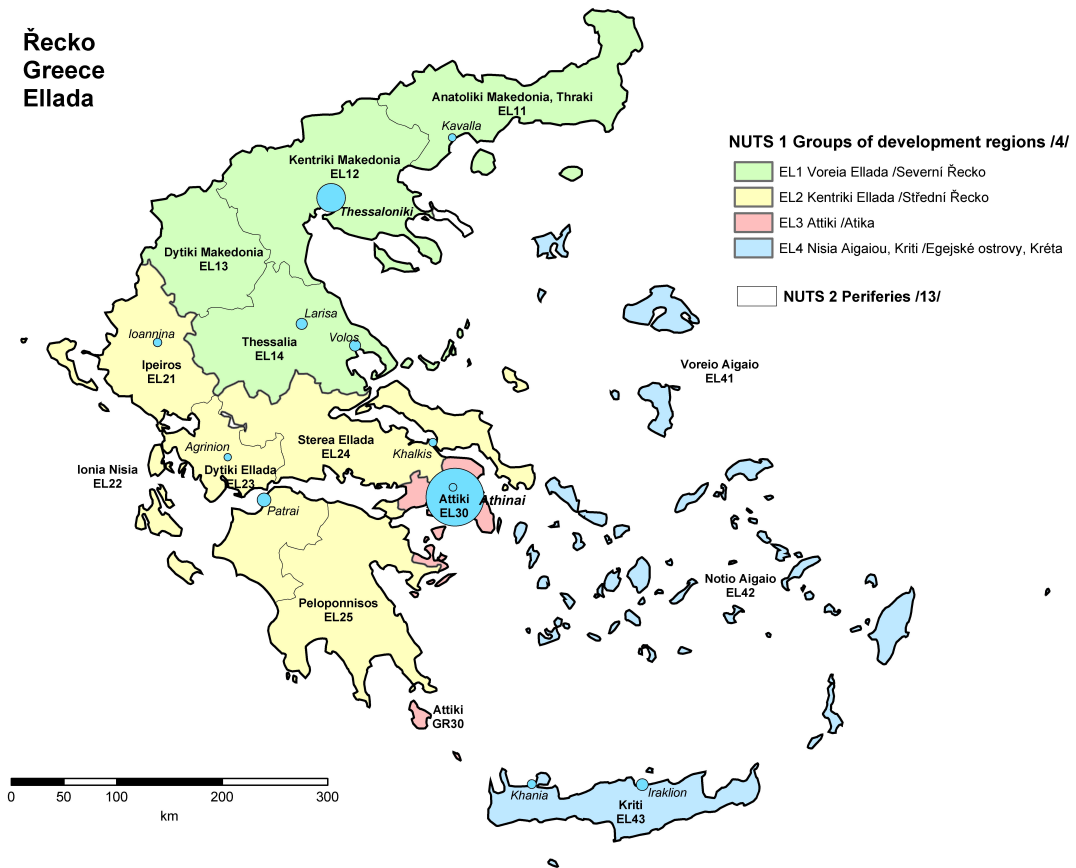 Řecko
Greece
Ellada
Anatoliki Makedonia, Thraki
EL11
Kavalla
Kentriki Makedonia
EL12
Thessaloniki
Dytiki Makedonia
EL13
Larisa
Ioannina
Volos
Thessalia
EL14
Ipeiros
EL21
Voreio Aigaio
EL41
Sterea Ellada
EL24
Agrinion
Khalkis
Ionia Nisia
EL22
Dytiki Ellada
EL23
Attiki
EL30
Athinai
Patrai
Notio Aigaio
EL42
Peloponnisos
EL25
Attiki
GR30
Khania
Iraklion
Kriti
EL43
NUTS 1 Groups of development regions /4/
EL1 Voreia Ellada /Severní Řecko
EL2 Kentriki Ellada /Střední Řecko
EL3 Attiki /Atika
EL4 Nisia Aigaiou, Kriti /Egejské ostrovy, Kréta
NUTS 2 Peripheries /13/
0 50 100 200 300
km